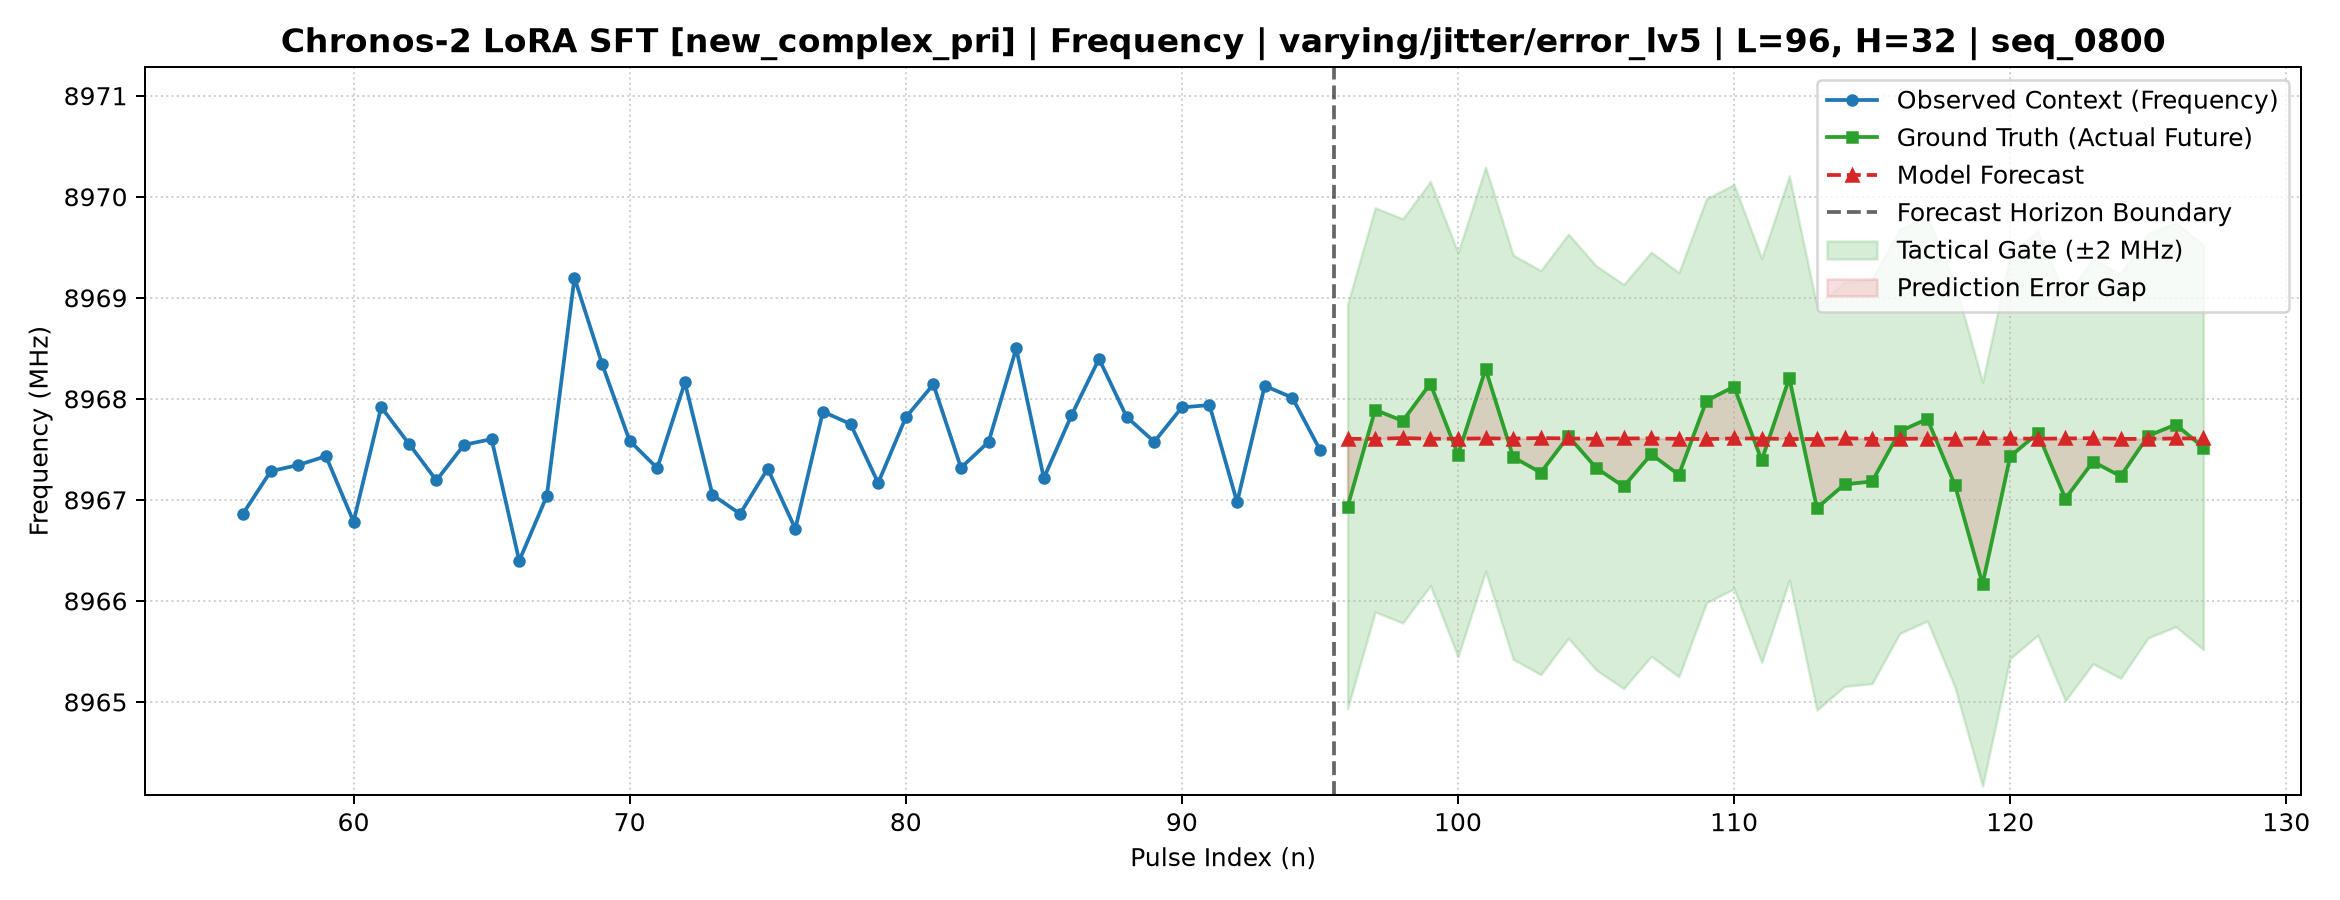 Chronos-2 LoRA SFT [new_complex_pri] | Frequency | varying/jitter/error_lv5 | L=96, H=32 | seq_0800
Observed Context (Frequency)
Ground Truth (Actual Future)
Model Forecast
Forecast Horizon Boundary
Tactical Gate (±2 MHz)
Prediction Error Gap
Frequency (MHz)
8971
8970
8969
8968
8967
8966
8965
60 70 80 90 100 110 120 130
Pulse Index (n)